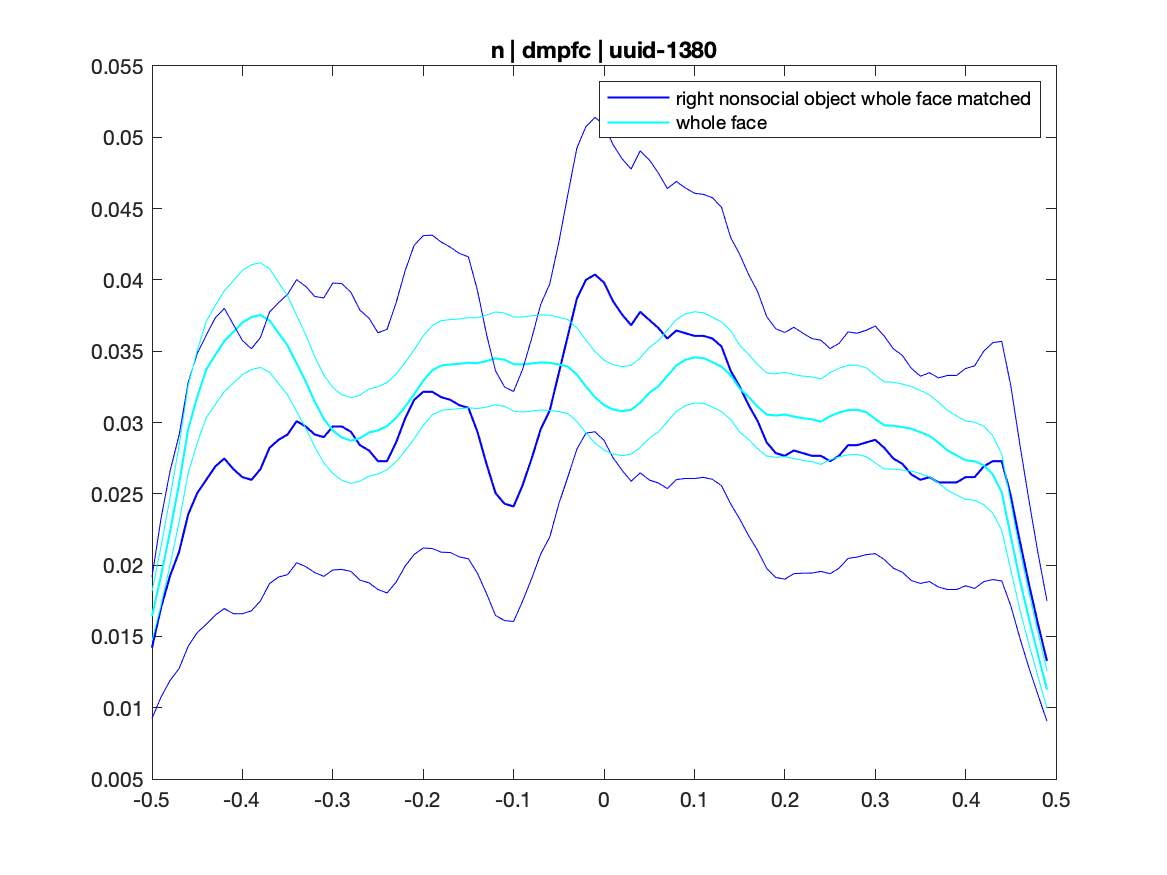 n | dmpfc | uuid-1380
0.055
0.05
0.045
0.04
0.035
0.03
0.025
0.02
0.015
0.01
0.005
right nonsocial object whole face matched
whole face
-0.5 -0.4 -0.3 -0.2 -0.1 0 0.1 0.2 0.3 0.4 0.5